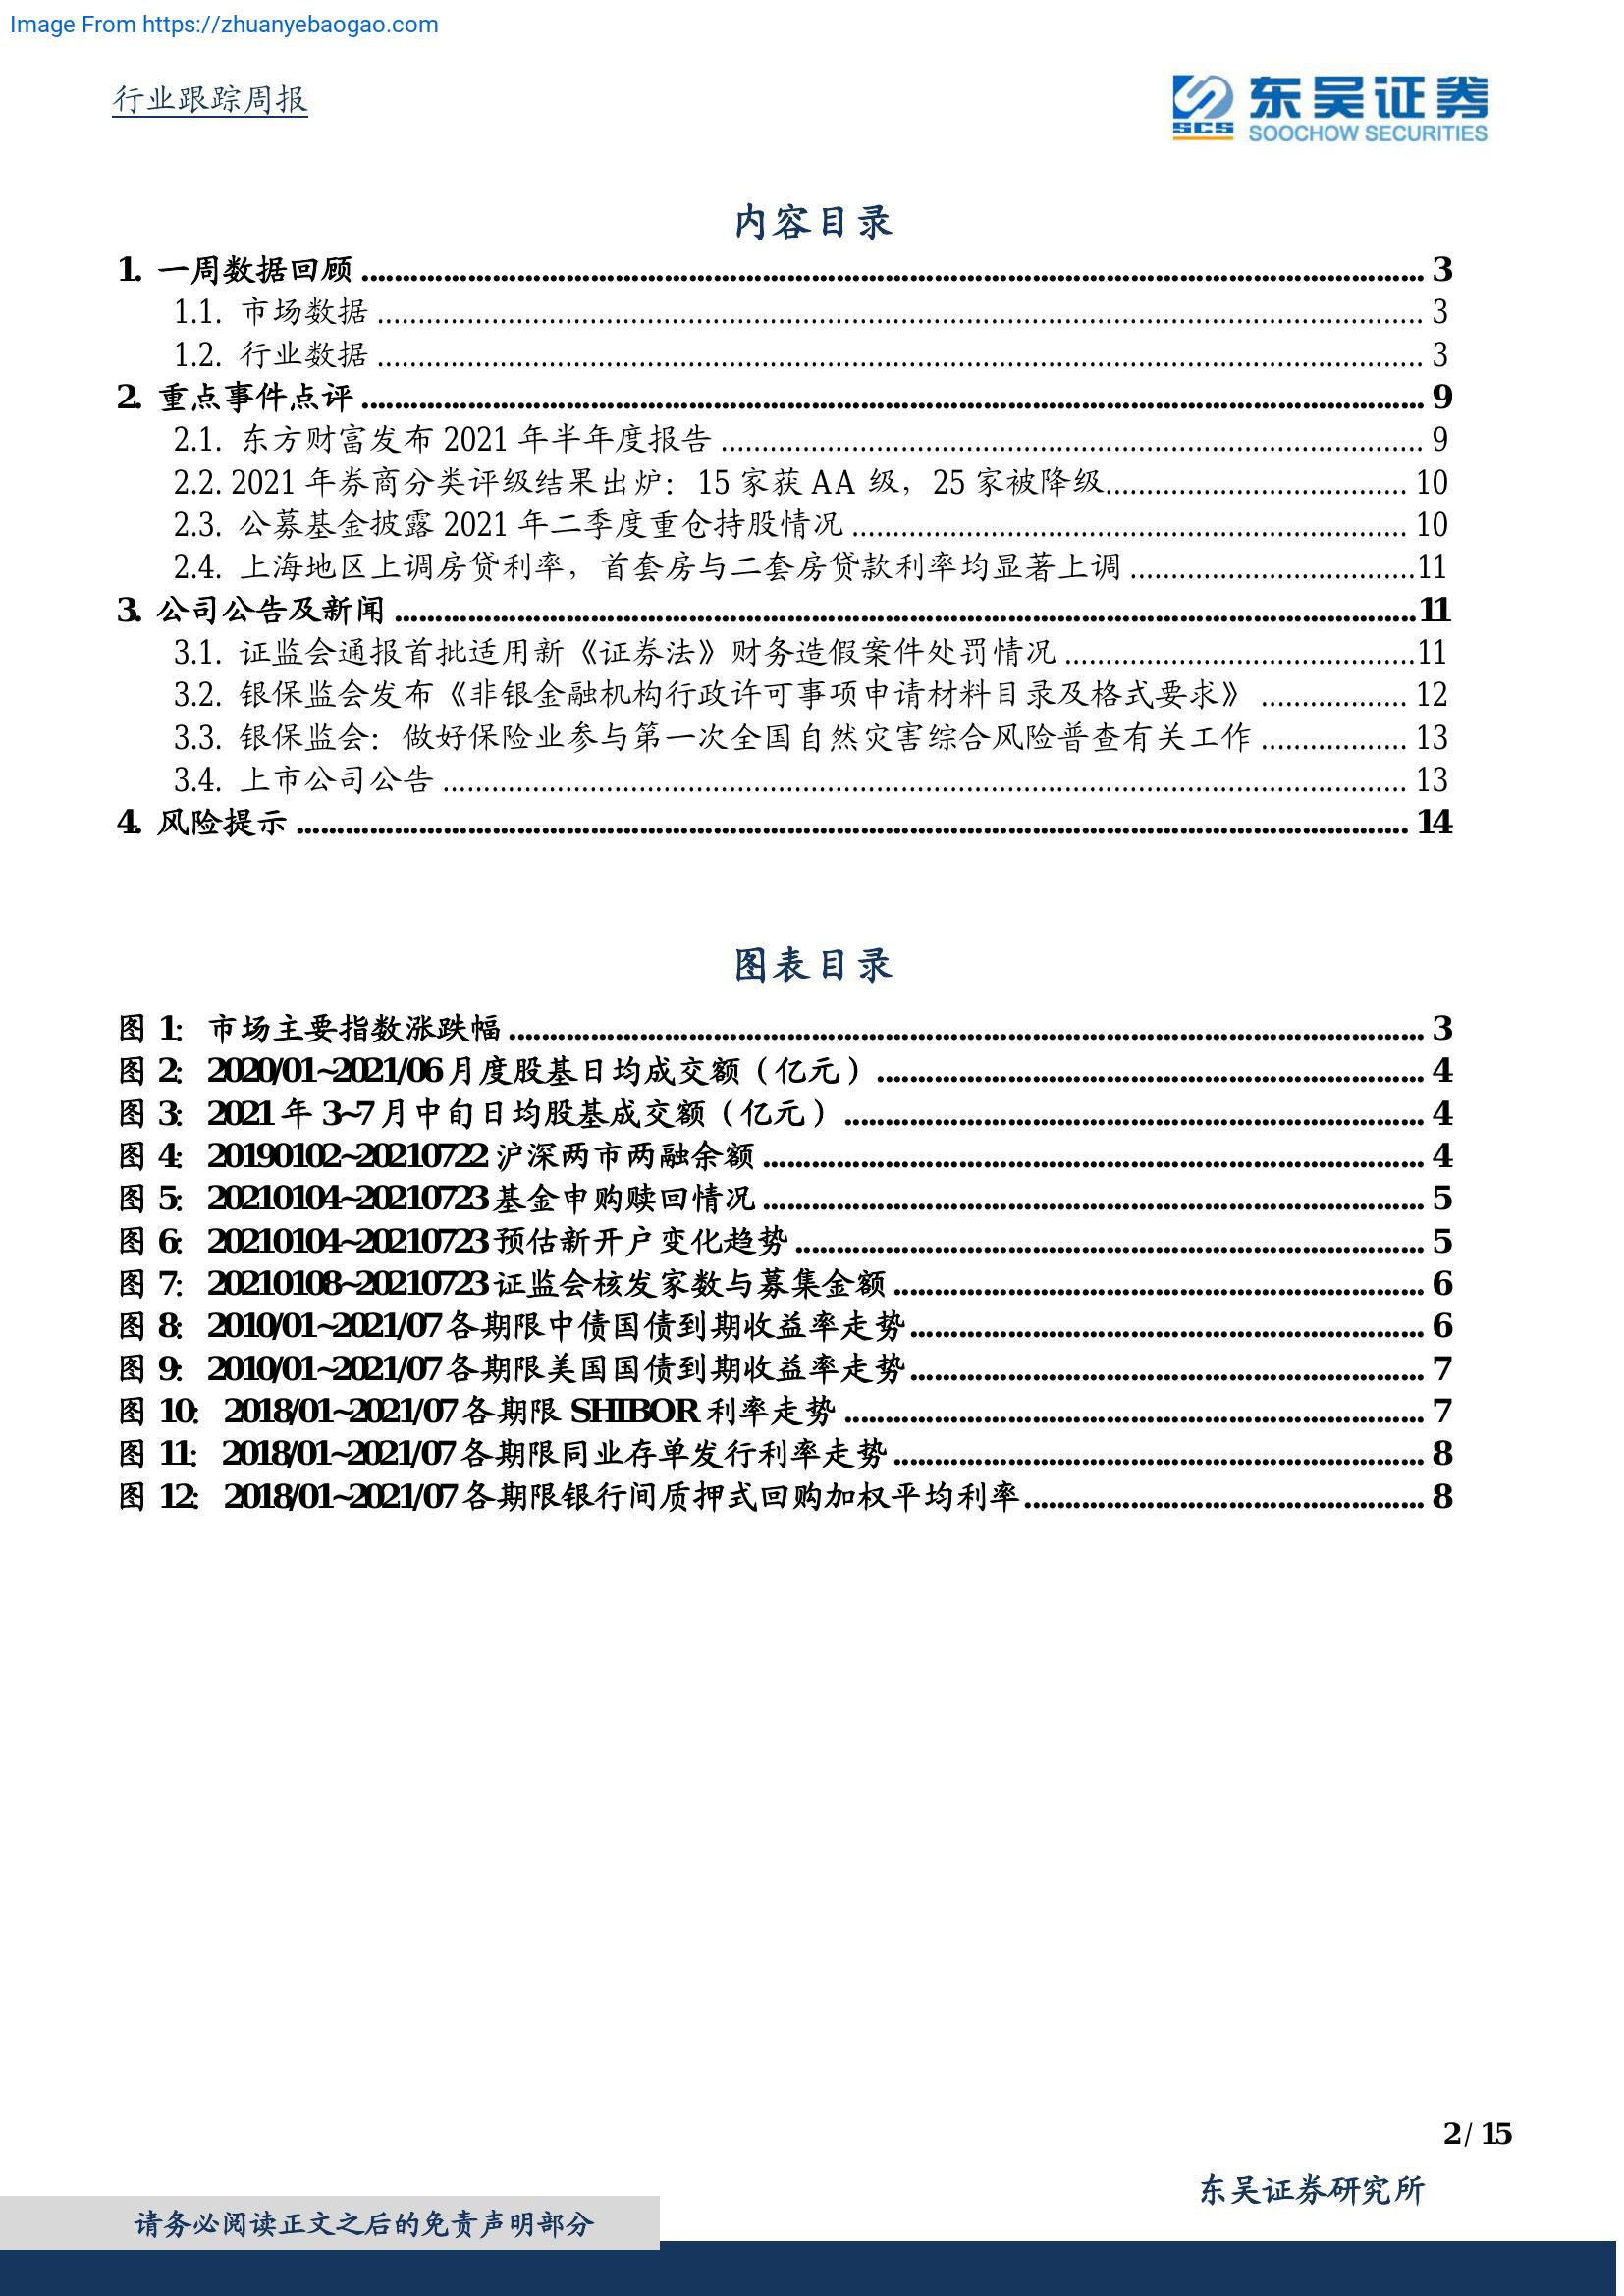 Image From https://zhuanyebaogao.com
行业跟踪周报
东吴证券
SCS
SOOCHOW SECURITIES
内容目录
1. 一周数据回顾 ........ 3
1.1. 市场数据 ........ 3
1.2. 行业数据 ........ 3
2. 重点事件点评 ........ 9
2.1. 东方财富发布 2021 年半年度报告 ........ 9
2.2. 2021 年券商分类评级结果出炉：15 家获 AA 级，25 家被降级 ........ 10
2.3. 公募基金披露 2021 年二季度重仓持股情况 ........ 10
2.4. 上海地区上调房贷利率，首套房与二套房贷款利率均显著上调 ........ 11
3. 公司公告及新闻 ........ 11
3.1. 证监会通报首批适用新《证券法》财务造假案件处罚情况 ........ 11
3.2. 银保监会发布《非银金融机构行政许可事项申请材料目录及格式要求》 ........ 12
3.3. 银保监会：做好保险业参与第一次全国自然灾害综合风险普查有关工作 ........ 13
3.4. 上市公司公告 ........ 13
4. 风险提示 ........ 14
图表目录
图 1: 市场主要指数涨跌幅 ........ 3
图 2: 2020/01~2021/06 月度股基日均成交额（亿元） ........ 4
图 3: 2021 年 3~7 月中旬日均股基成交额（亿元） ........ 4
图 4: 20190102~20210722 沪深两市两融余额 ........ 4
图 5: 20210104~20210723 基金申购赎回情况 ........ 5
图 6: 20210104~20210723 预估新开户变化趋势 ........ 5
图 7: 20210108~20210723 证监会核发家数与募集金额 ........ 6
图 8: 2010/01~2021/07 各期限中债国债到期收益率走势 ........ 6
图 9: 2010/01~2021/07 各期限美国国债到期收益率走势 ........ 7
图 10: 2018/01~2021/07 各期限 SHIBOR 利率走势 ........ 7
图 11: 2018/01~2021/07 各期限同业存单发行利率走势 ........ 8
图 12: 2018/01~2021/07 各期限银行间质押式回购加权平均利率 ........ 8
2 / 15
东吴证券研究所
请务必阅读正文之后的免责声明部分